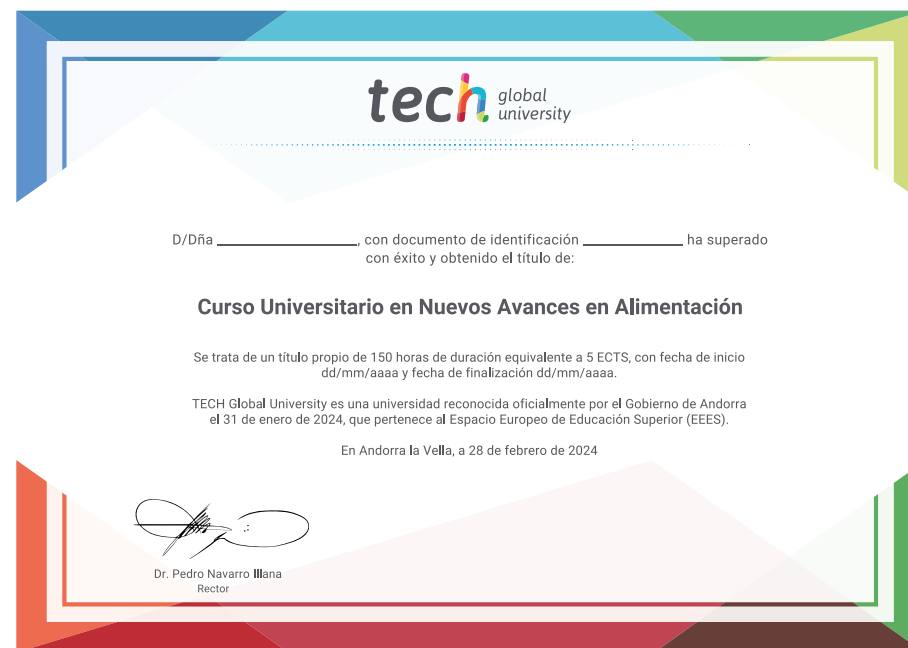 tech global university
D/Dña ____________________, con documento de identificación ______________ ha superado
con éxito y obtenido el título de:
Curso Universitario en Nuevos Avances en Alimentación
Se trata de un título propio de 150 horas de duración equivalente a 5 ECTS, con fecha de inicio
dd/mm/aaaa y fecha de finalización dd/mm/aaaa.
TECH Global University es una universidad reconocida oficialmente por el Gobierno de Andorra
el 31 de enero de 2024, que pertenece al Espacio Europeo de Educación Superior (EEES).
En Andorra la Vella, a 28 de febrero de 2024
Dr. Pedro Navarro Illana
Rector